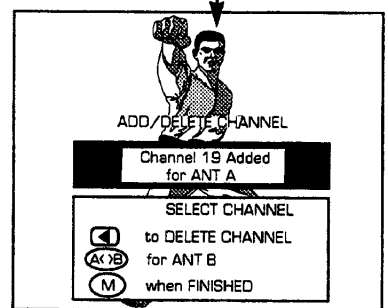 ADD/DELETE CHANNEL
Channel 19 Added
for ANT A
SELECT CHANNEL
to DELETE CHANNEL
A<>B for ANT B
M when FINISHED